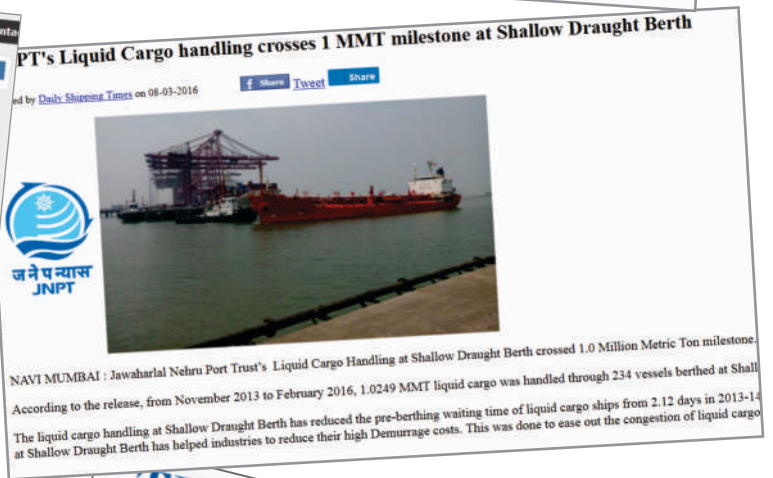 nta
PT's Liquid Cargo handling crosses 1 MMT milestone at Shallow Draught Berth
ed by Daily Shipping Times on 08-03-2016
f Share Tweet Share
जनेप न्यास
JNPT
NAVI MUMBAI : Jawaharlal Nehru Port Trust's Liquid Cargo Handling at Shallow Draught Berth crossed 1.0 Million Metric Ton milestone.
According to the release, from November 2013 to February 2016, 1.0249 MMT liquid cargo was handled through 234 vessels berthed at Shall
The liquid cargo handling at Shallow Draught Berth has reduced the pre-berthing waiting time of liquid cargo ships from 2.12 days in 2013-14
at Shallow Draught Berth has helped industries to reduce their high Demurrage costs. This was done to ease out the congestion of liquid cargo